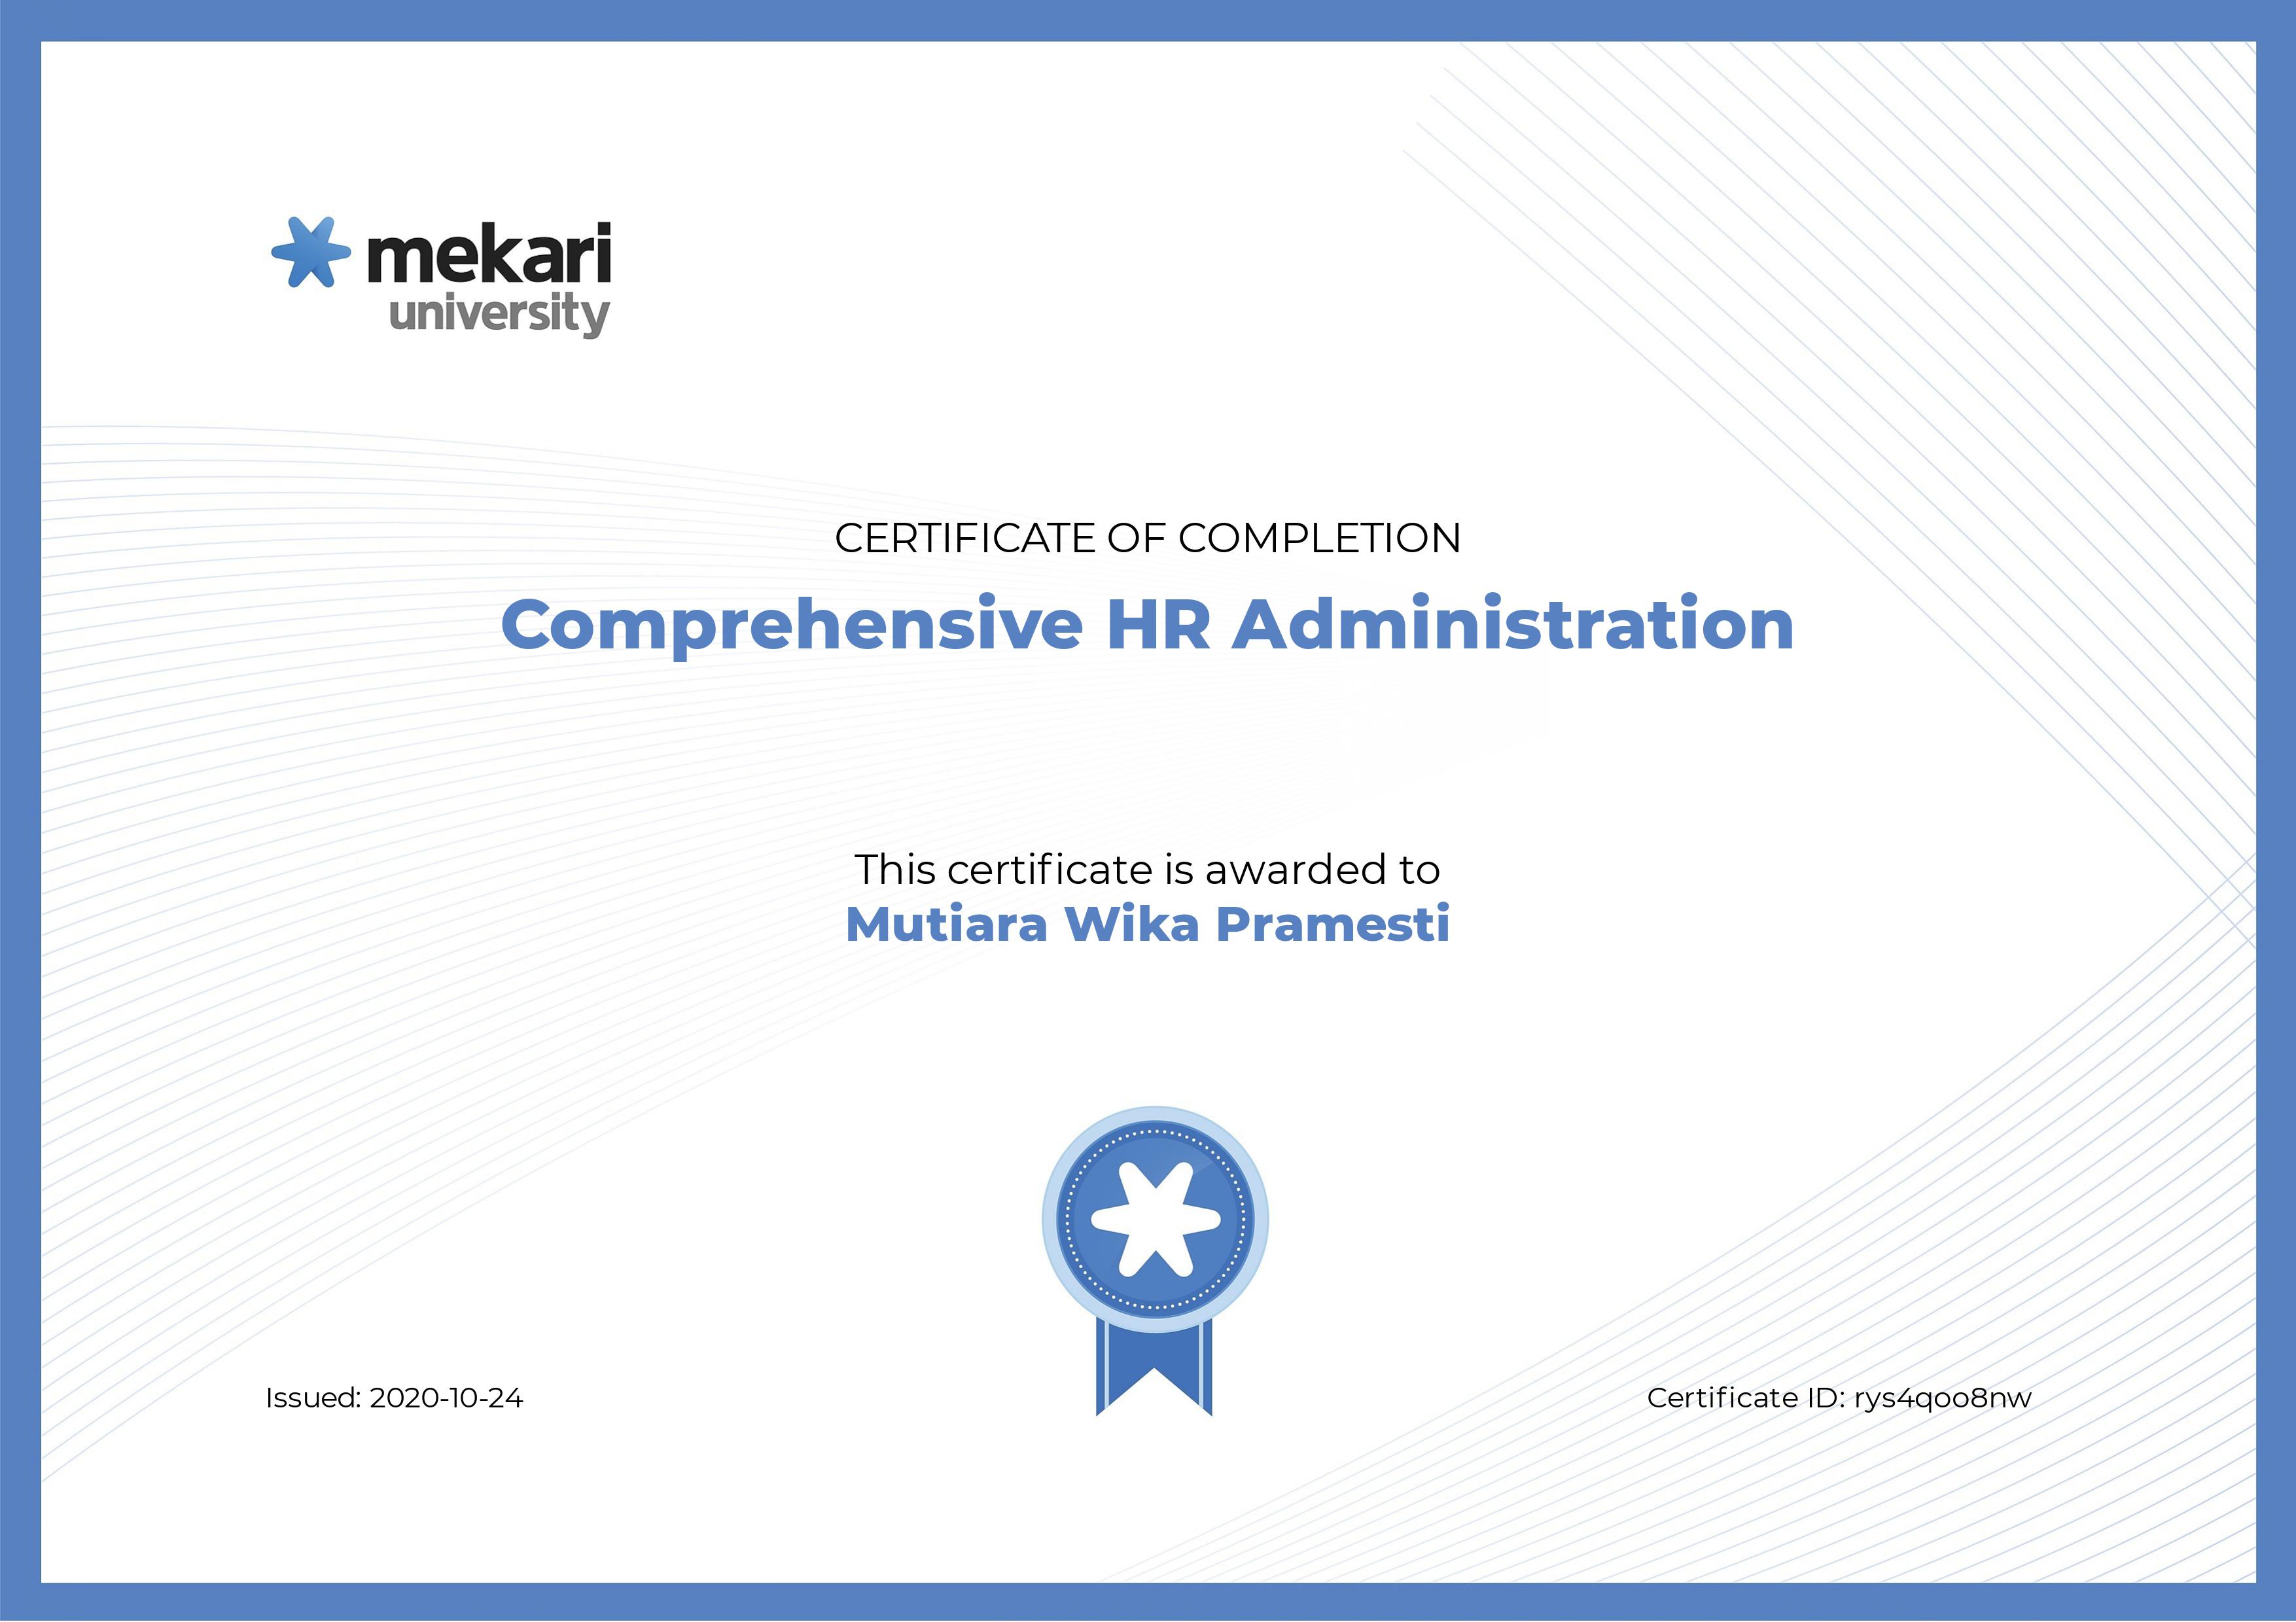 mekari
university
CERTIFICATE OF COMPLETION
Comprehensive HR Administration
This certificate is awarded to
Mutiara Wika Pramesti
Issued: 2020-10-24
Certificate ID: rys4qoo8nw